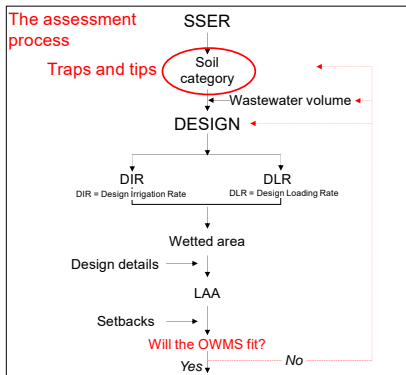 The assessment
process
SSER
Traps and tips
Soil
category
Wastewater volume
DESIGN
DIR
DIR = Design Irrigation Rate
DLR
DLR = Design Loading Rate
Wetted area
Design details
LAA
Setbacks
Will the OWMS fit?
Yes
No